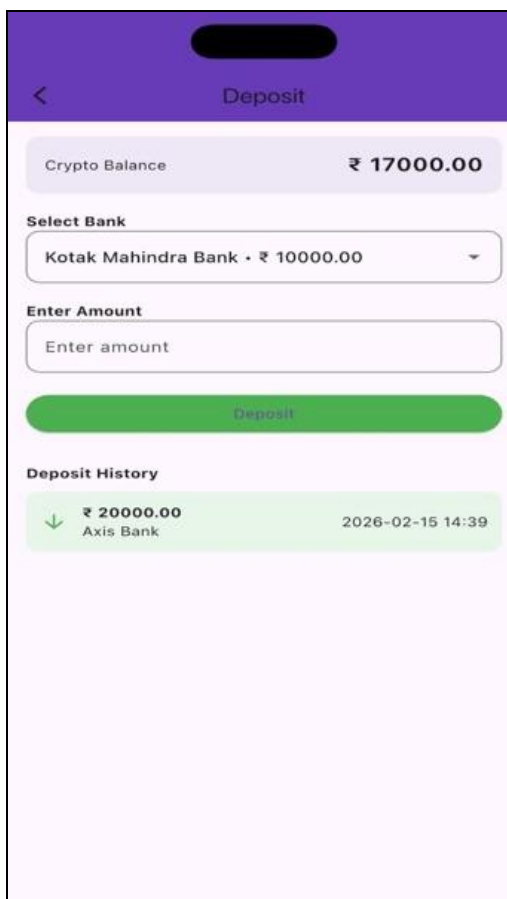 Deposit
Crypto Balance ₹ 17000.00
Select Bank
Kotak Mahindra Bank • ₹ 10000.00
Enter Amount
Enter amount
Deposit
Deposit History
₹ 20000.00
Axis Bank 2026-02-15 14:39